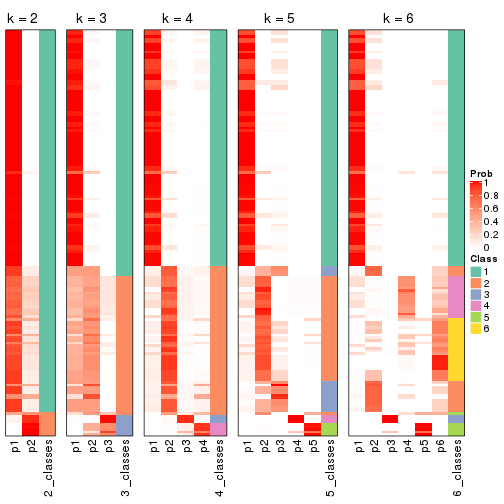 k = 2
k = 3
k = 4
k = 5
k = 6
p1
p2
2_classes
p1
p2
p3
3_classes
p1
p2
p3
p4
4_classes
p1
p2
p3
p4
p5
5_classes
p1
p2
p3
p4
p5
p6
6_classes
Prob
1
0.8
0.6
0.4
0.2
0
Class
1
2
3
4
5
6